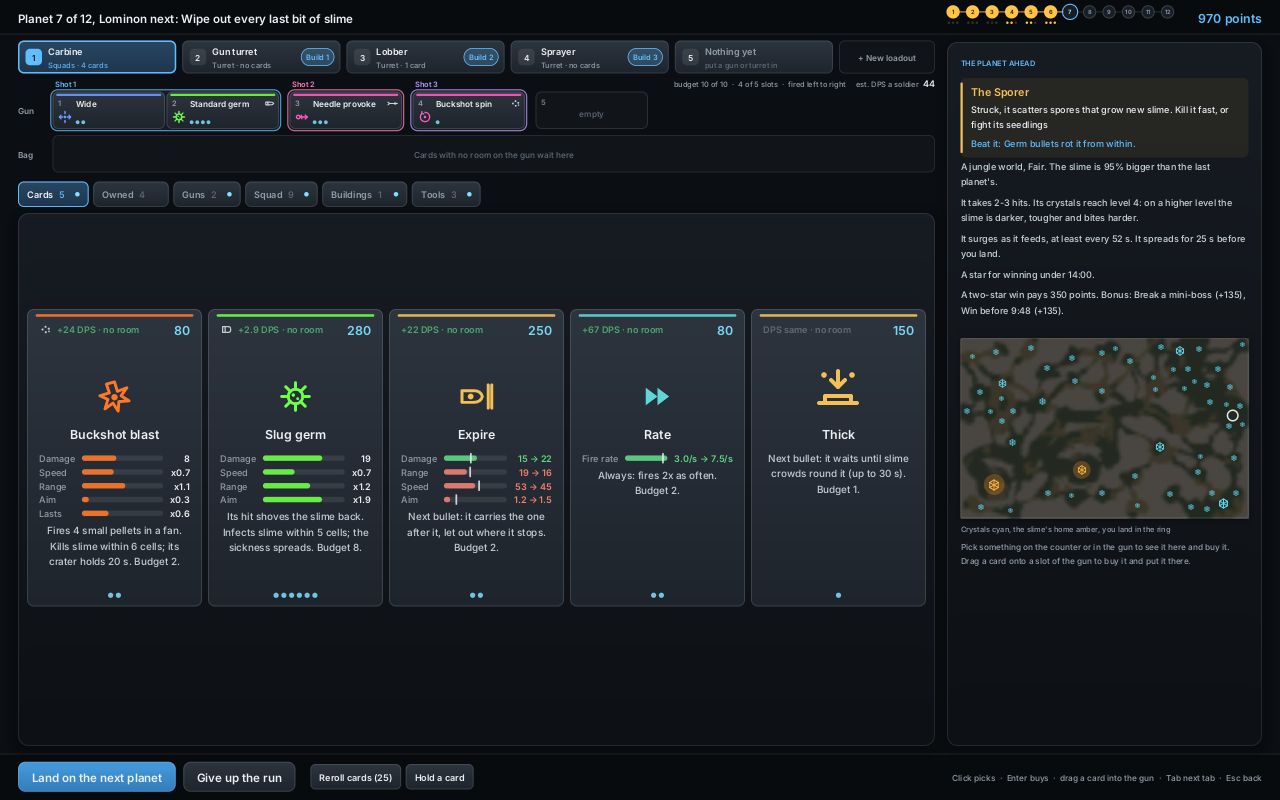 Planet 7 of 12, Lominon next: Wipe out every last bit of slime
1 2 3 4 5 6 7 8 9 10 11 12
970 points
1 Carbine
Squads · 4 cards
2 Gun turret
Turret · no cards
Build 1
3 Lobber
Turret · 1 card
Build 2
4 Sprayer
Turret · no cards
Build 3
5 Nothing yet
put a gun or turret in
+ New loadout
Shot 1
Shot 2
Shot 3
budget 10 of 10 · 4 of 5 slots · fired left to right est. DPS a soldier 44
Gun
1 Wide
2 Standard germ
3 Needle provoke
4 Buckshot spin
5
empty
Bag
Cards with no room on the gun wait here
Cards 5
Owned 4
Guns 2
Squad 9
Buildings 1
Tools 3
+24 DPS · no room 80
Buckshot blast
Damage 8
Speed x0.7
Range x1.1
Aim x0.3
Lasts x0.6
Fires 4 small pellets in a fan.
Kills slime within 6 cells; its
crater holds 20 s. Budget 2.
+2.9 DPS · no room 280
Slug germ
Damage 19
Speed x0.7
Range x1.2
Aim x1.9
Its hit shoves the slime back.
Infects slime within 5 cells; the
sickness spreads. Budget 8.
+22 DPS · no room 250
Expire
Damage 15 → 22
Range 19 → 16
Speed 53 → 45
Aim 1.2 → 1.5
Next bullet: it carries the one
after it, let out where it stops.
Budget 2.
+67 DPS · no room 80
Rate
Fire rate 3.0/s → 7.5/s
Always: fires 2x as often.
Budget 2.
DPS same · no room 150
Thick
Next bullet: it waits until slime
crowds round it (up to 30 s).
Budget 1.
THE PLANET AHEAD
The Sporer
Struck, it scatters spores that grow new slime. Kill it fast, or
fight its seedlings
Beat it: Germ bullets rot it from within.
A jungle world, Fair. The slime is 95% bigger than the last
planet's.
It takes 2-3 hits. Its crystals reach level 4: on a higher level the
slime is darker, tougher and bites harder.
It surges as it feeds, at least every 52 s. It spreads for 25 s before
you land.
A star for winning under 14:00.
A two-star win pays 350 points. Bonus: Break a mini-boss (+135),
Win before 9:48 (+135).
Crystals cyan, the slime's home amber, you land in the ring
Pick something on the counter or in the gun to see it here and buy it.
Drag a card onto a slot of the gun to buy it and put it there.
Land on the next planet
Give up the run
Reroll cards (25)
Hold a card
Click picks · Enter buys · drag a card into the gun · Tab next tab · Esc back